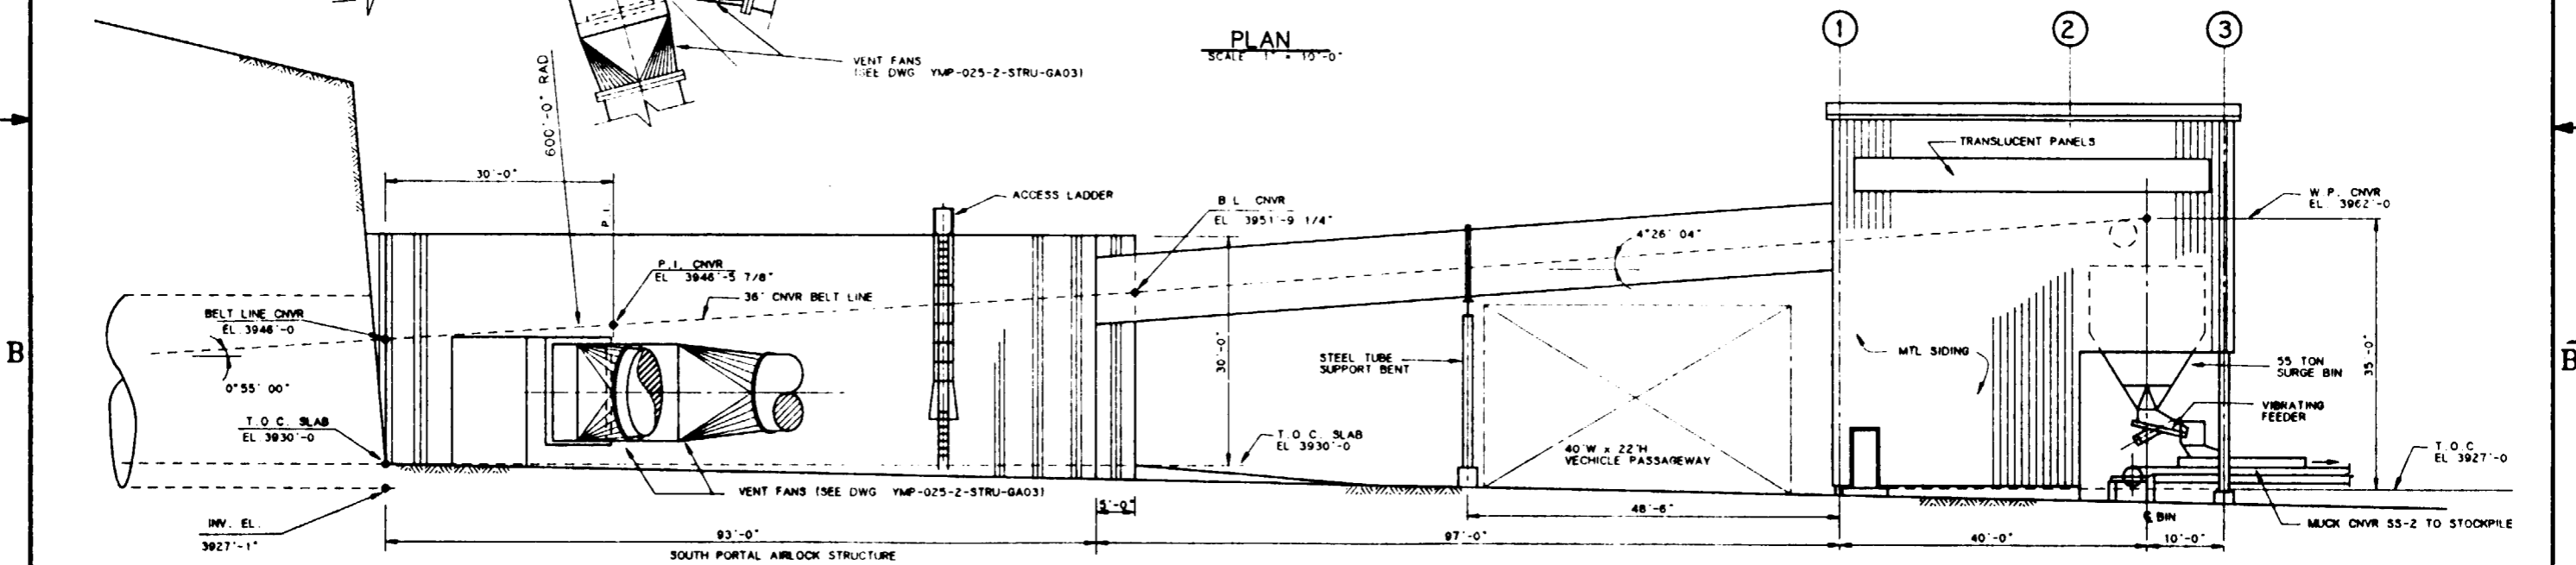 PLAN
SCALE 1" = 10'-0"
1
2
3
VENT FANS
(SEE DWG YMP-025-2-STRU-GA03)
600'-0" RAD
TRANSLUCENT PANELS
30'-0"
ACCESS LADDER
P.I.
B L CNVR
EL 3951'-9 1/4"
W P. CNVR
EL. 3962'-0
4°26' 04"
P.I. CNVR
EL 3946'-5 7/8"
36" CNVR BELT LINE
BELT LINE CNVR
EL. 3946'-0
B
B
0°55' 00"
30'-0"
STEEL TUBE
SUPPORT BENT
MTL SIDING
55 TON
SURGE BIN
35'-0"
VIBRATING
FEEDER
T.O.C. SLAB
EL 3930'-0
T.O.C. SLAB
EL 3930'-0
40'W x 22'H
VECHICLE PASSAGEWAY
T.O.C.
EL 3927'-0
VENT FANS (SEE DWG YMP-025-2-STRU-GA03)
5'-0"
48'-6"
℄ BIN
MUCK CNVR SS-2 TO STOCKPILE
INV. EL.
3927'-1"
93'-0"
97'-0"
40'-0"
10'-0"
SOUTH PORTAL AIRLOCK STRUCTURE